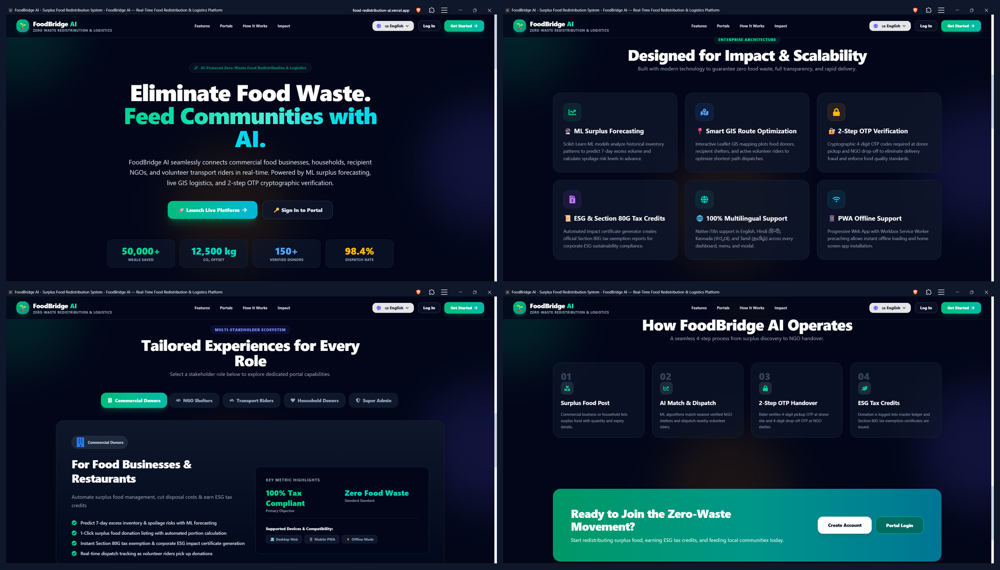 FoodBridge AI - Surplus Food Redistribution System - FoodBridge AI — Real-Time Food Redistribution & Logistics Platform
food-redistribution-ai.vercel.app
FoodBridge AI
ZERO-WASTE REDISTRIBUTION & LOGISTICS
Features
Portals
How It Works
Impact
GB English
Log In
Get Started →
AI-Powered Zero-Waste Food Redistribution & Logistics
Eliminate Food Waste.
Feed Communities with
AI.
FoodBridge AI seamlessly connects commercial food businesses, households, recipient
NGOs, and volunteer transport riders in real-time. Powered by ML surplus forecasting,
live GIS logistics, and 2-step OTP cryptographic verification.
🚀 Launch Live Platform →
🔑 Sign In to Portal
50,000+
MEALS SAVED
12,500 kg
CO₂ OFFSET
150+
VERIFIED DONORS
98.4%
DISPATCH RATE
FoodBridge AI - Surplus Food Redistribution System - FoodBridge AI — Real-Time Food Redistribution & Logistics Platform
FoodBridge AI
ZERO-WASTE REDISTRIBUTION & LOGISTICS
Features
Portals
How It Works
Impact
GB English
Log In
Get Started →
ENTERPRISE ARCHITECTURE
Designed for Impact & Scalability
Built with modern technology to guarantee zero food waste, full transparency, and rapid delivery.
🔮 ML Surplus Forecasting
Scikit-Learn ML models analyze historical inventory
patterns to predict 7-day excess volume and
calculate spoilage risk levels in advance.
📍 Smart GIS Route Optimization
Interactive Leaflet GIS mapping plots food donors,
recipient shelters, and active volunteer riders to
optimize shortest-path dispatches.
🔐 2-Step OTP Verification
Cryptographic 4-digit OTP codes required at donor
pickup and NGO drop-off to eliminate delivery
fraud and enforce food quality standards.
📜 ESG & Section 80G Tax Credits
Automated impact certificate generator creates
official Section 80G tax exemption reports for
corporate ESG sustainability compliance.
🌐 100% Multilingual Support
Native i18n support in English, Hindi (हिन्दी),
Kannada (ಕನ್ನಡ), and Tamil (தமிழ்) across every
dashboard, menu, and modal.
📱 PWA Offline Support
Progressive Web App with Workbox Service Worker
precaching allows instant offline loading and home
screen app installation.
FoodBridge AI - Surplus Food Redistribution System - FoodBridge AI — Real-Time Food Redistribution & Logistics Platform
FoodBridge AI
ZERO-WASTE REDISTRIBUTION & LOGISTICS
Features
Portals
How It Works
Impact
GB English
Log In
Get Started →
MULTI-STAKEHOLDER ECOSYSTEM
Tailored Experiences for Every
Role
Select a stakeholder role below to explore dedicated portal capabilities.
Commercial Donors
NGO Shelters
Transport Riders
Household Donors
Super Admin
Commercial Donors
For Food Businesses &
Restaurants
Automate surplus food management, cut disposal costs & earn ESG tax
credits
Predict 7-day excess inventory & spoilage risks with ML forecasting
1-Click surplus food donation listing with automated portion calculation
Instant Section 80G tax exemption & corporate ESG impact certificate generation
Real-time dispatch tracking as volunteer riders pick up donations
KEY METRIC HIGHLIGHTS
100% Tax
Compliant
Primary Objective
Zero Food Waste
Standard Standard
Supported Devices & Compatibility:
💻 Desktop Web
📱 Mobile PWA
⚡ Offline Mode
FoodBridge AI - Surplus Food Redistribution System - FoodBridge AI — Real-Time Food Redistribution & Logistics Platform
FoodBridge AI
ZERO-WASTE REDISTRIBUTION & LOGISTICS
Features
Portals
How It Works
Impact
GB English
Log In
Get Started →
How FoodBridge AI Operates
A seamless 4-step process from surplus discovery to NGO handover.
01
Surplus Food Post
Commercial business or household lists
surplus food with quantity and expiry
details.
02
AI Match & Dispatch
ML algorithms match nearest verified NGO
shelters and dispatch nearby volunteer
riders.
03
2-Step OTP Handover
Rider verifies 4-digit pickup OTP at donor
site and 4-digit drop-off OTP at NGO
shelter.
04
ESG Tax Credits
Donation is logged into master ledger and
Section 80G tax exemption certificates are
issued.
Ready to Join the Zero-Waste
Movement?
Start redistributing surplus food, earning ESG tax credits, and feeding local communities today.
Create Account
Portal Login